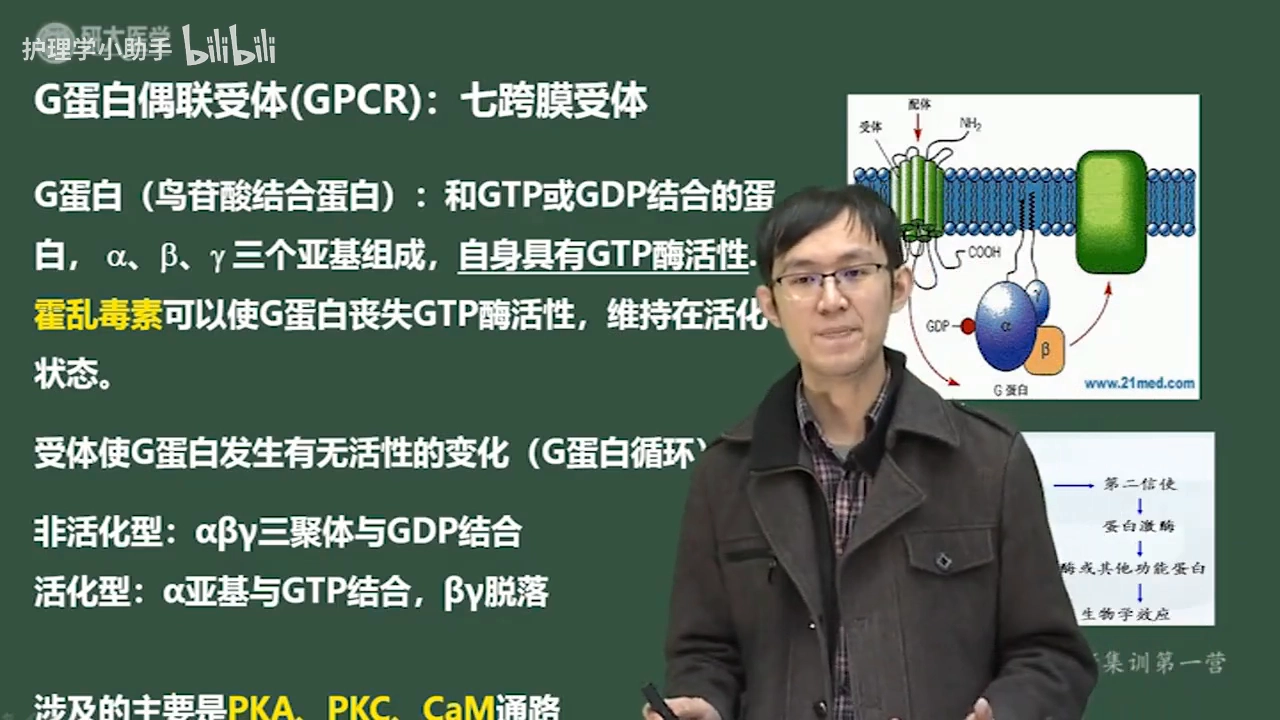 护理学小助手 bilibili
G蛋白偶联受体(GPCR)：七跨膜受体
G蛋白（鸟苷酸结合蛋白）：和GTP或GDP结合的蛋
白， α、β、γ 三个亚基组成，自身具有GTP酶活性.
霍乱毒素可以使G蛋白丧失GTP酶活性，维持在活化
状态。
受体使G蛋白发生有无活性的变化（G蛋白循环）
非活化型：αβγ三聚体与GDP结合
活化型：α亚基与GTP结合，βγ脱落
涉及的主要是PKA、PKC、CaM通路
配体
受体
NH₂
COOH
GDP
α
γ
β
G 蛋白
www.21med.com
第二信使
蛋白激酶
酶或其他功能蛋白
生物学效应
集训第一营